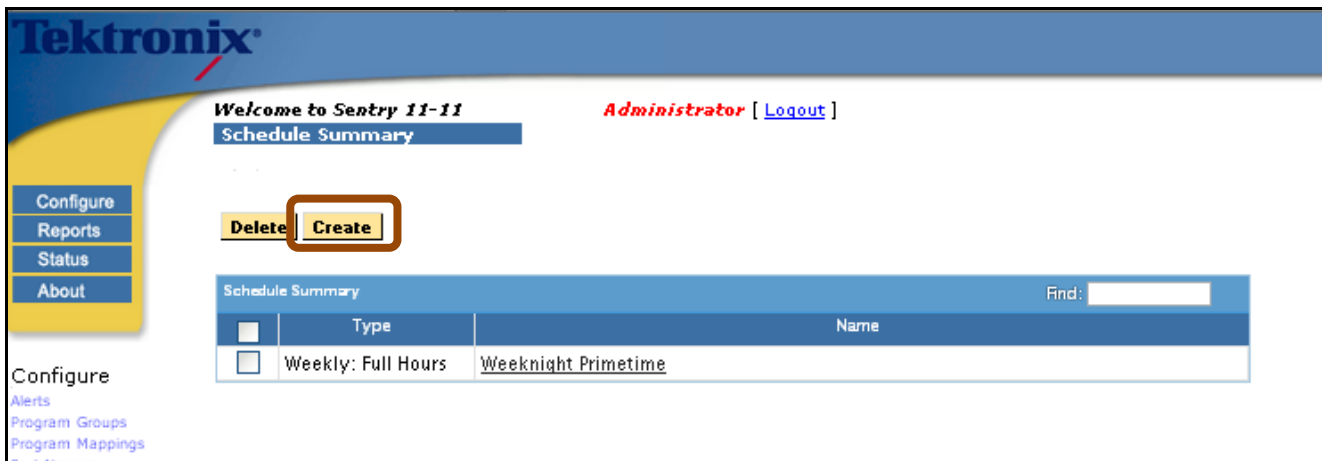 Tektronix
Welcome to Sentry 11-11
Administrator [ Logout ]
Schedule Summary
Configure
Reports
Status
About
Delete
Create
Schedule Summary
Find:
Type
Name
Weekly: Full Hours
Weeknight Primetime
Configure
Alerts
Program Groups
Program Mappings